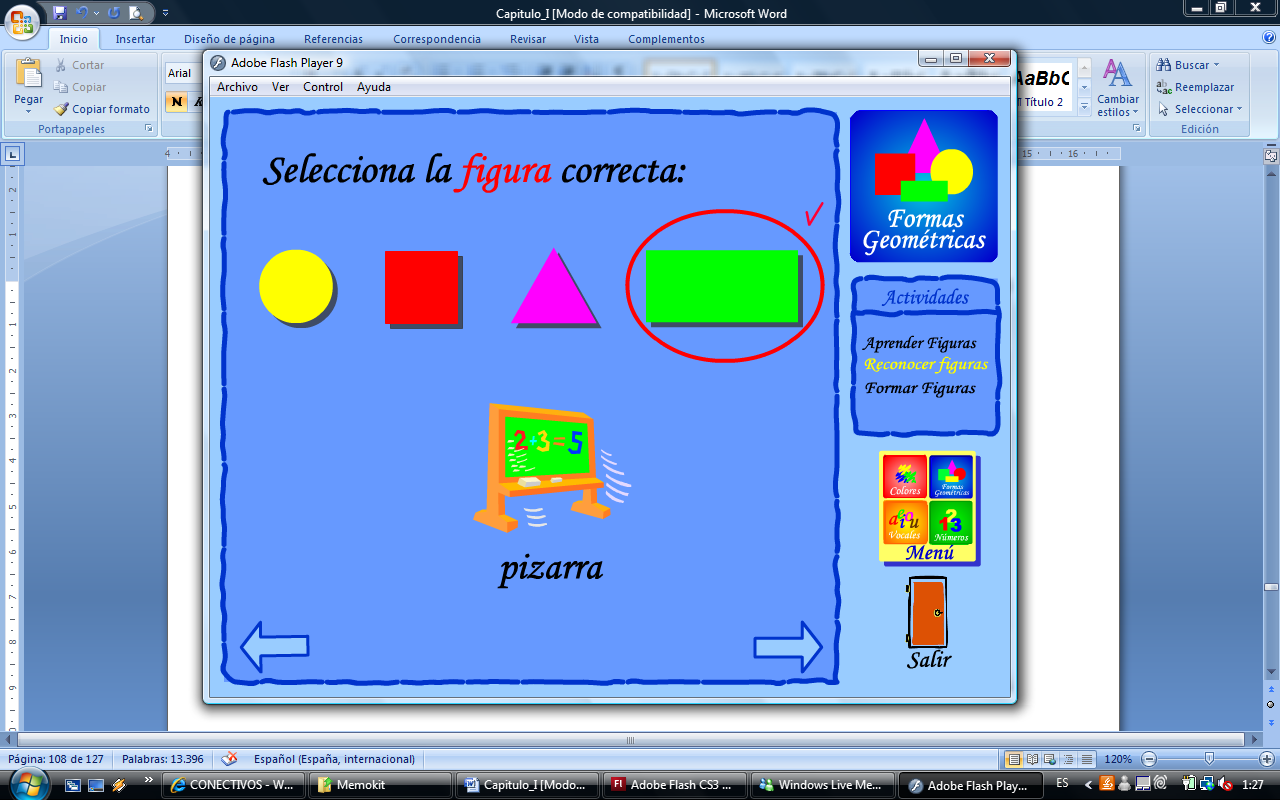 Capitulo_I [Modo de compatibilidad] - Microsoft Word
Inicio Insertar Diseño de página Referencias Correspondencia Revisar Vista Complementos
Pegar
Cortar
Copiar
Copiar formato
Portapapeles
Arial
N
AaBbC
¶ Título 2
Cambiar estilos
Buscar
Reemplazar
Seleccionar
Edición
Adobe Flash Player 9
Archivo Ver Control Ayuda
Selecciona la figura correcta:
2+3=5
pizarra
Formas
Geométricas
Actividades
Aprender Figuras
Reconocer figuras
Formar Figuras
Colores
Formas
Geométricas
a e i o u
Vocales
1 2 3
Números
Menú
Salir
Página: 108 de 127 Palabras: 13.396 Español (España, internacional) 120%
CONECTIVOS - W... Memokit Capitulo_I [Modo... Adobe Flash CS3 ... Windows Live Me... Adobe Flash Play... ES 1:27